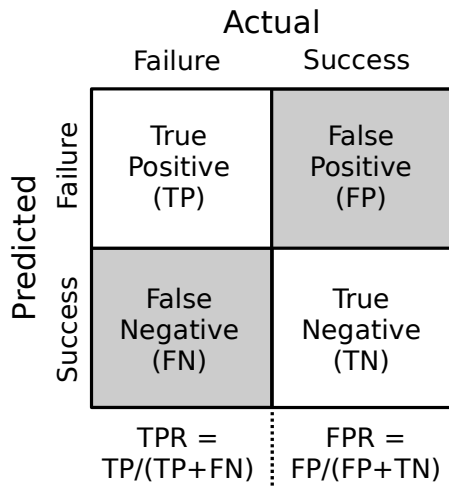 Actual
Failure
Success
Predicted
Failure
True
Positive
(TP)
False
Positive
(FP)
Success
False
Negative
(FN)
True
Negative
(TN)
TPR =
TP/(TP+FN)
FPR =
FP/(FP+TN)